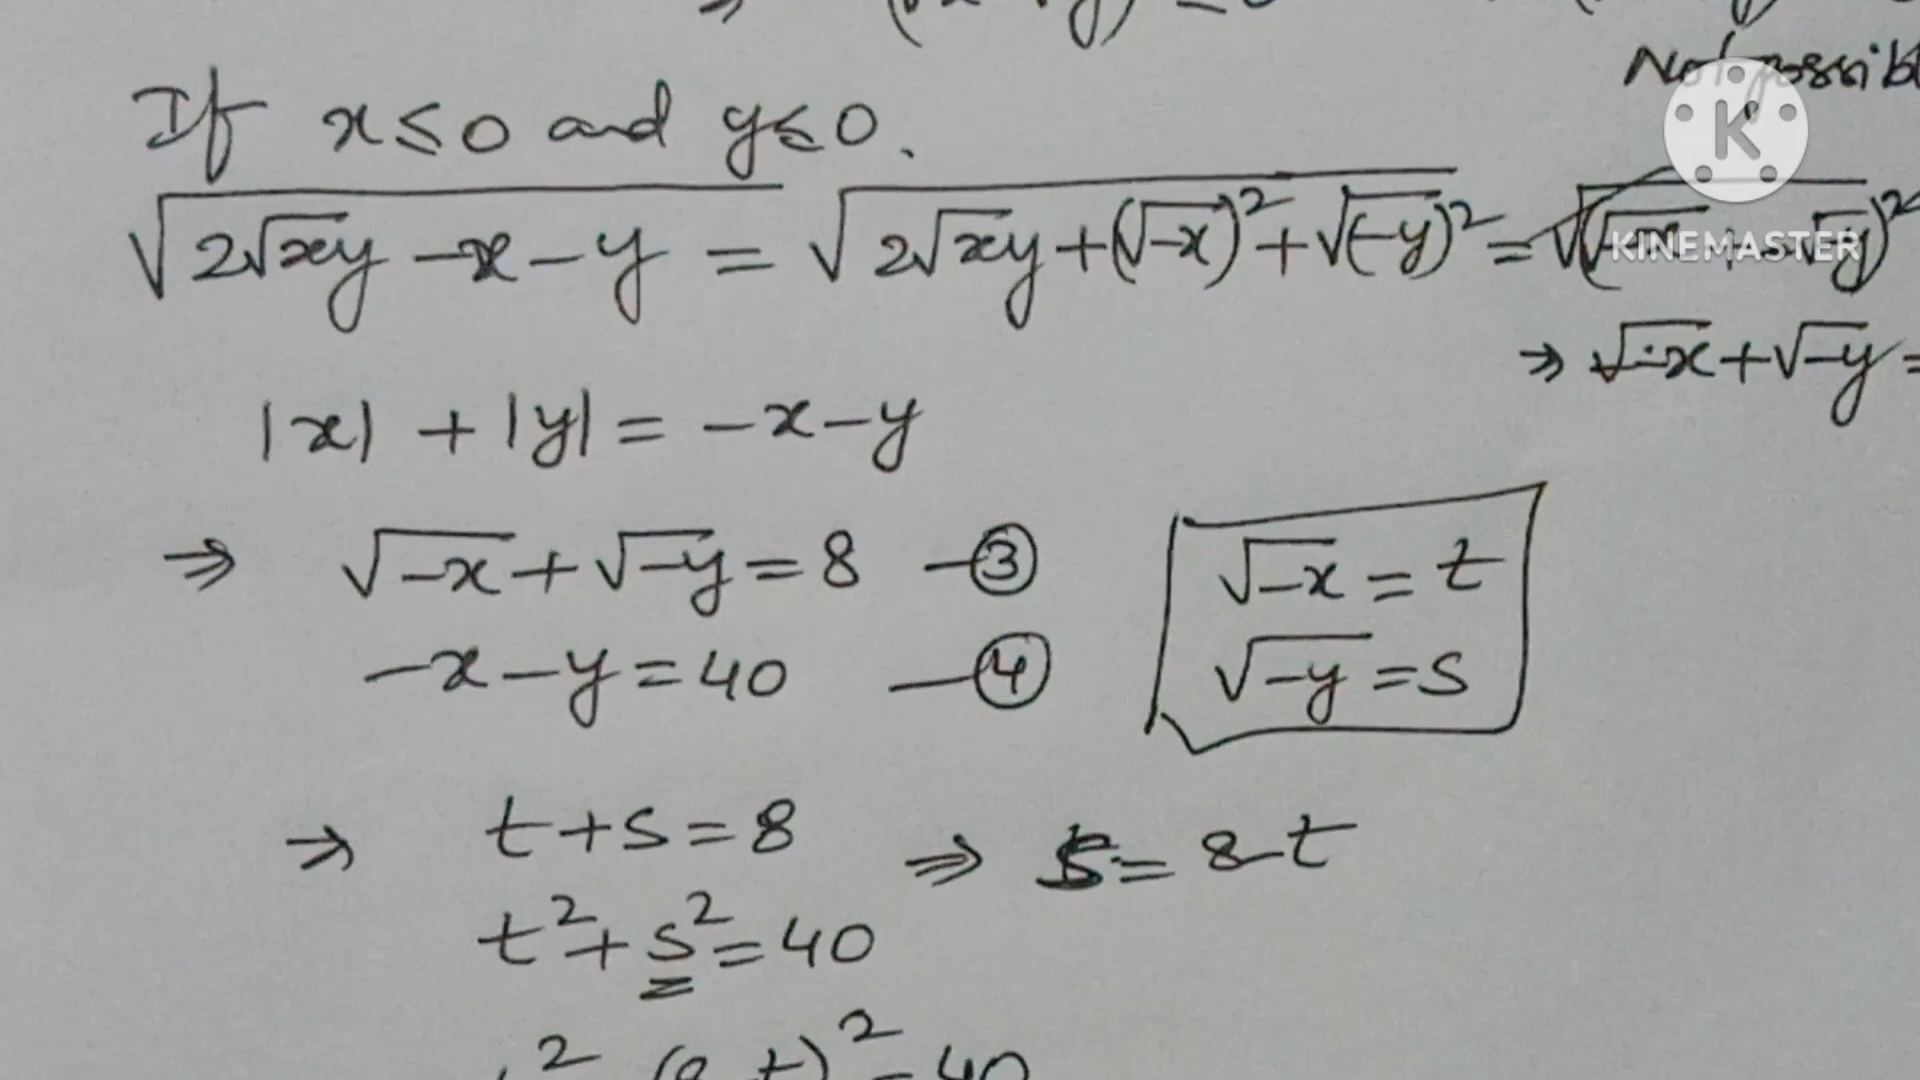 If x ≤ 0 and y ≤ 0.
√(2√xy - x - y) = √(2√xy + (√-x)² + √(-y)²) =
⇒ √-x + √-y =
|x| + |y| = -x - y
⇒ √-x + √-y = 8 — ③
√-x = t
-x - y = 40 — ④
√-y = s
⇒ t + s = 8 ⇒ s = 8 - t
t² + s² = 40
KINEMASTER